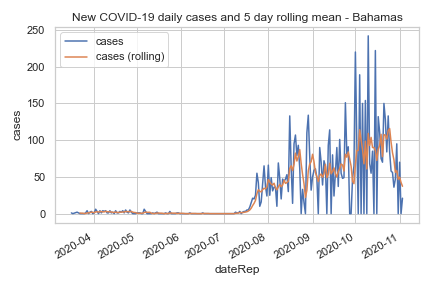 New COVID-19 daily cases and 5 day rolling mean - Bahamas
cases
cases (rolling)
250
200
150
100
50
0
cases
2020-04
2020-05
2020-06
2020-07
2020-08
2020-09
2020-10
2020-11
dateRep